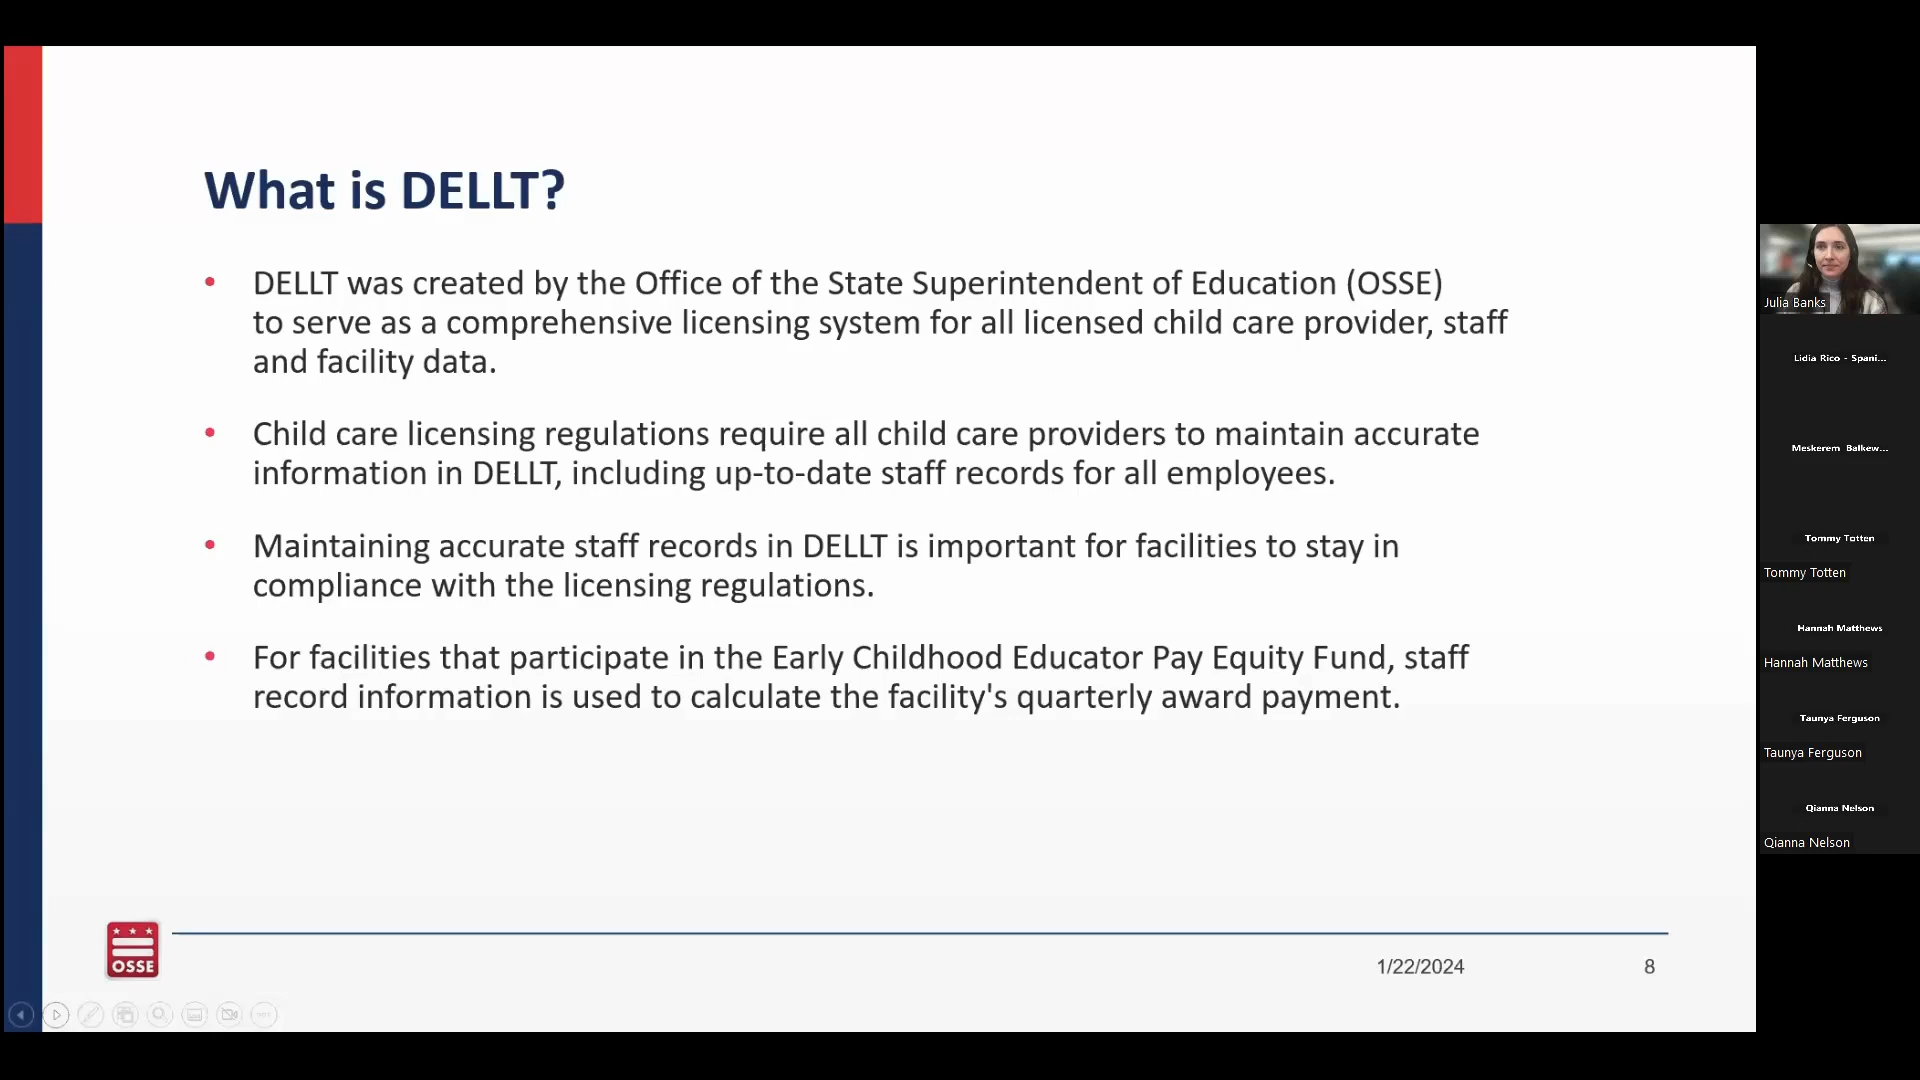 What is DELLT?
• DELLT was created by the Office of the State Superintendent of Education (OSSE)
to serve as a comprehensive licensing system for all licensed child care provider, staff
and facility data.
• Child care licensing regulations require all child care providers to maintain accurate
information in DELLT, including up-to-date staff records for all employees.
• Maintaining accurate staff records in DELLT is important for facilities to stay in
compliance with the licensing regulations.
• For facilities that participate in the Early Childhood Educator Pay Equity Fund, staff
record information is used to calculate the facility's quarterly award payment.
OSSE
1/22/2024
8
Julia Banks
Lidia Rico - Spani...
Meskerem Balkew...
Tommy Totten
Tommy Totten
Hannah Matthews
Hannah Matthews
Taunya Ferguson
Taunya Ferguson
Qianna Nelson
Qianna Nelson